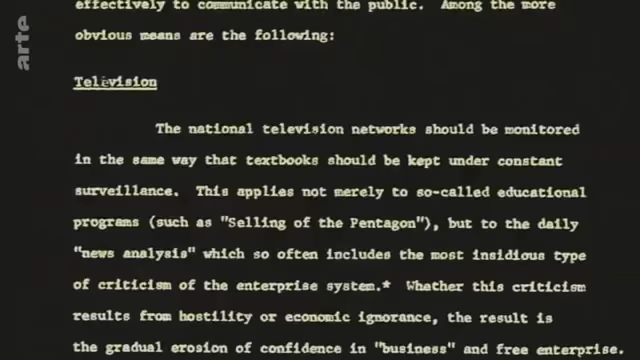 effectively to communicate with the public. Among the more
obvious means are the following:
arte
Television
The national television networks should be monitored
in the same way that textbooks should be kept under constant
surveillance. This applies not merely to so-called educational
programs (such as "Selling of the Pentagon"), but to the daily
"news analysis" which so often includes the most insidious type
of criticism of the enterprise system.* Whether this criticism
results from hostility or economic ignorance, the result is
the gradual erosion of confidence in "business" and free enterprise.